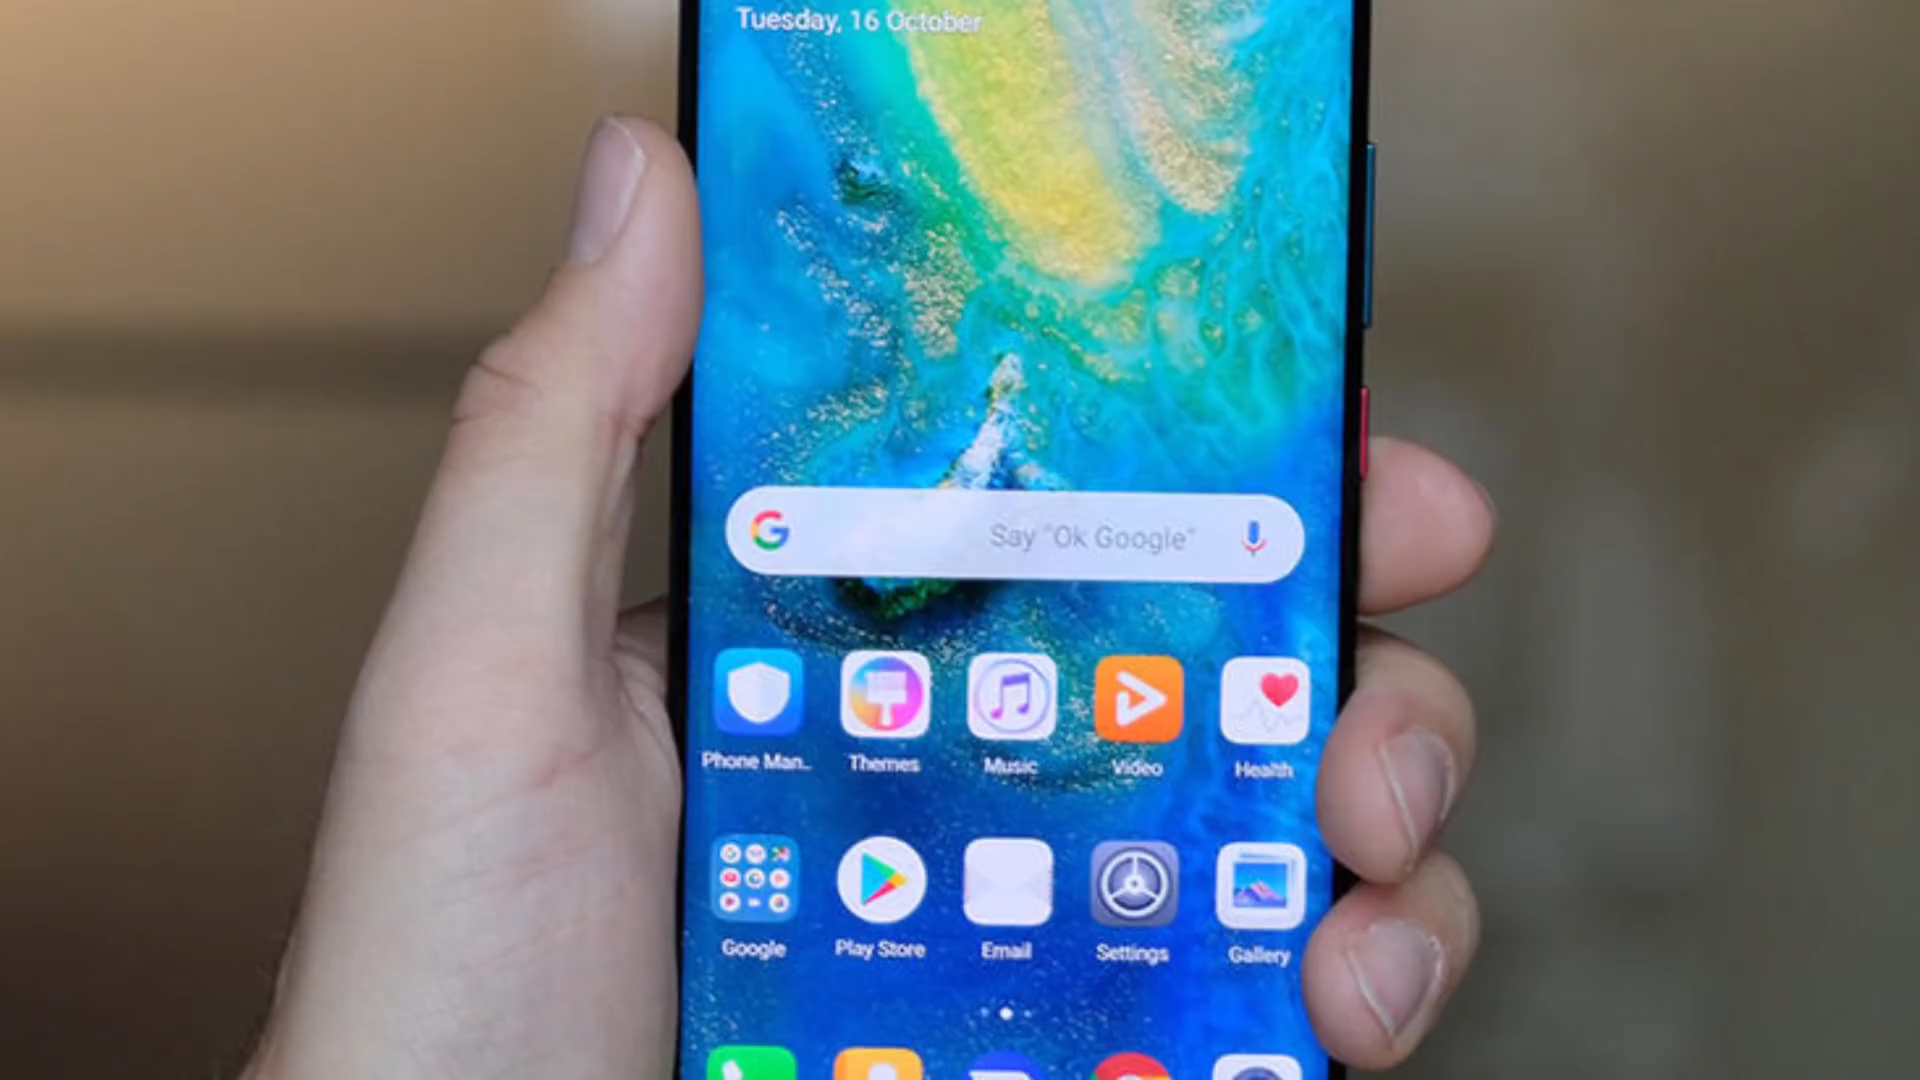 Tuesday, 16 October
Say "Ok Google"
Phone Man..
Themes
Music
Video
Health
Google
Play Store
Email
Settings
Gallery